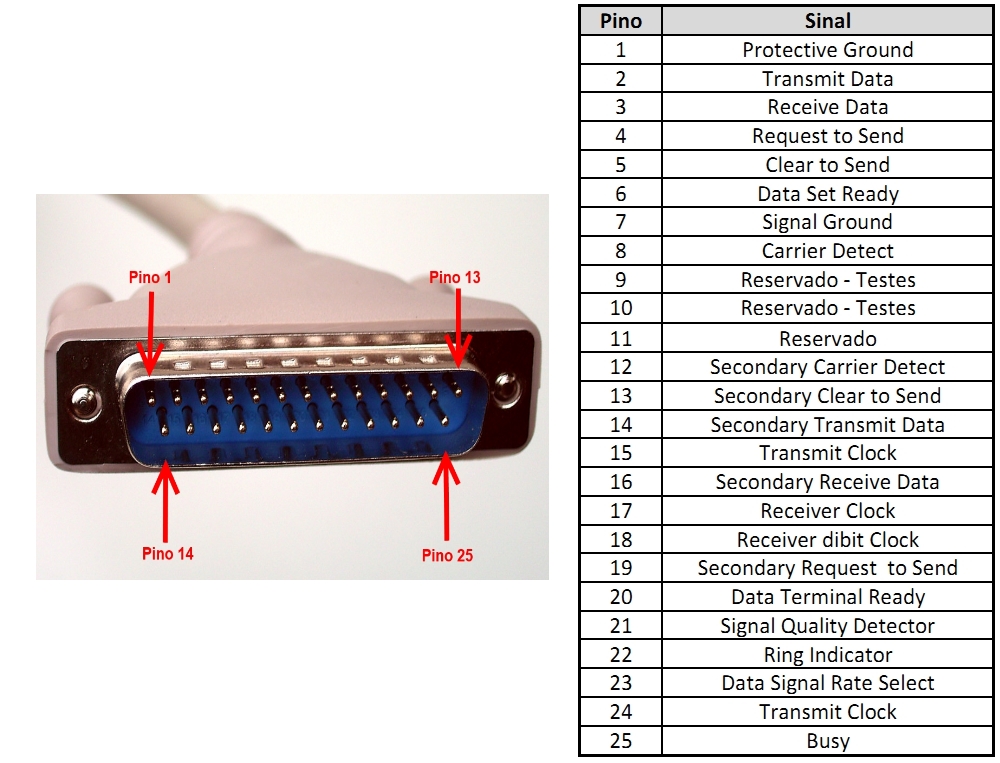 Pino 1
Pino 13
Pino 14
Pino 25
Pino Sinal
1 Protective Ground
2 Transmit Data
3 Receive Data
4 Request to Send
5 Clear to Send
6 Data Set Ready
7 Signal Ground
8 Carrier Detect
9 Reservado - Testes
10 Reservado - Testes
11 Reservado
12 Secondary Carrier Detect
13 Secondary Clear to Send
14 Secondary Transmit Data
15 Transmit Clock
16 Secondary Receive Data
17 Receiver Clock
18 Receiver dibit Clock
19 Secondary Request  to Send
20 Data Terminal Ready
21 Signal Quality Detector
22 Ring Indicator
23 Data Signal Rate Select
24 Transmit Clock
25 Busy